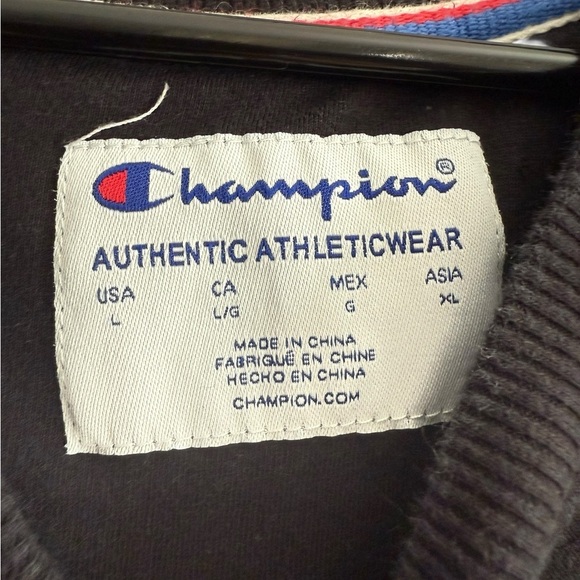 Champion®
AUTHENTIC ATHLETICWEAR
USA CA MEX ASIA
L L/G G XL
MADE IN CHINA
FABRIQUÉ EN CHINE
HECHO EN CHINA
CHAMPION.COM